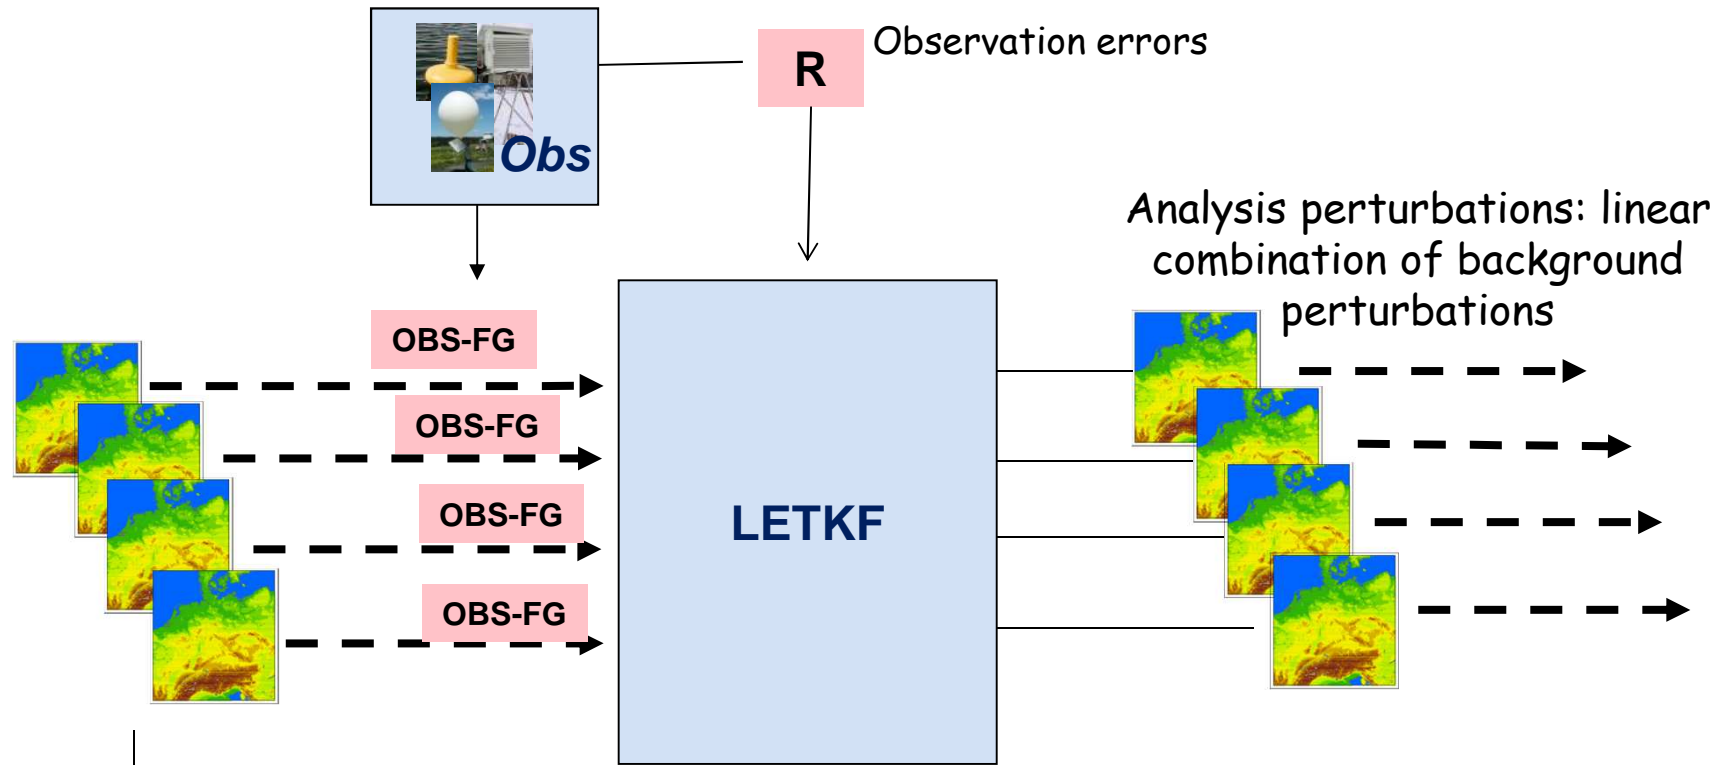 Obs
R
Observation errors
Analysis perturbations: linear
combination of background
perturbations
OBS-FG
OBS-FG
OBS-FG
OBS-FG
LETKF